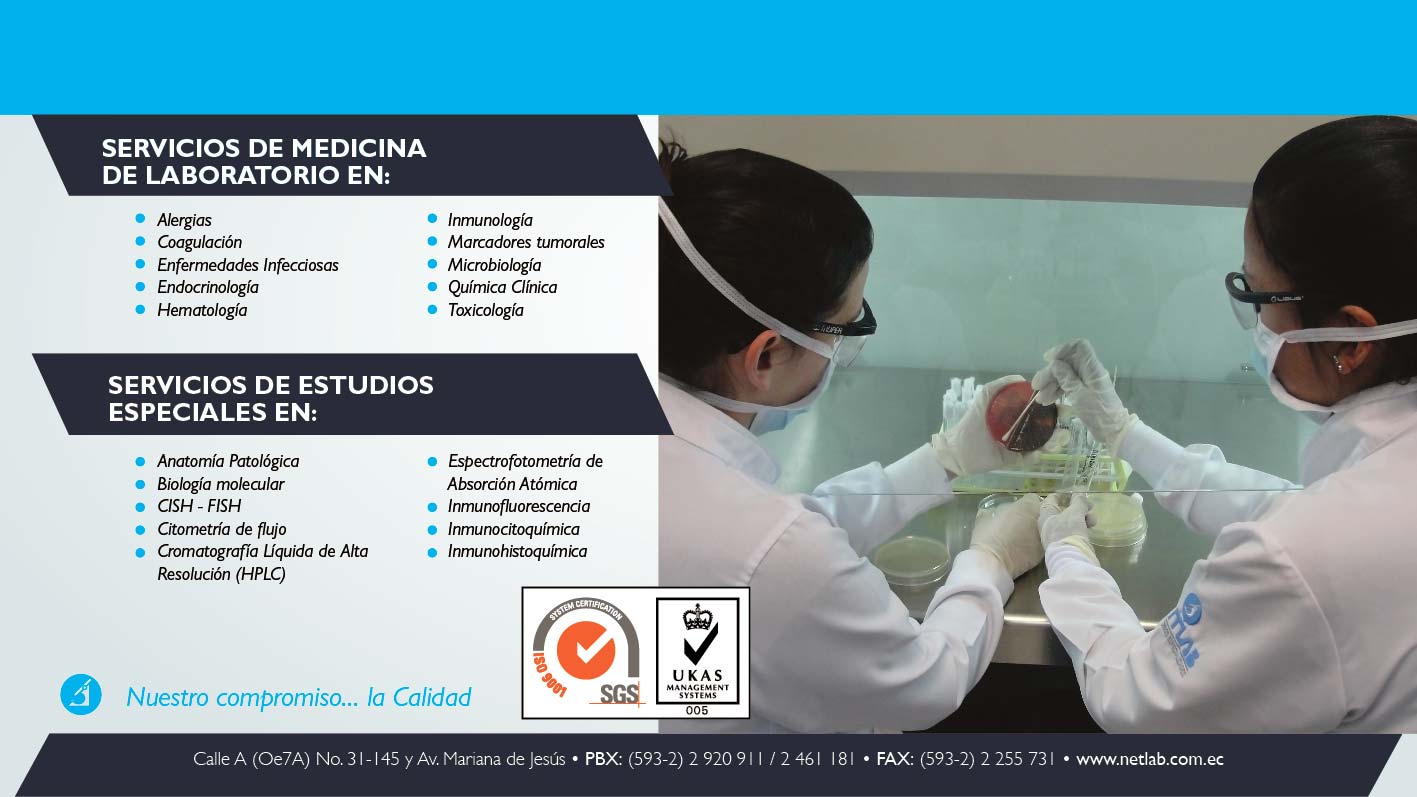 SERVICIOS DE MEDICINA
DE LABORATORIO EN:
Alergias
Coagulación
Enfermedades Infecciosas
Endocrinología
Hematología
Inmunología
Marcadores tumorales
Microbiología
Química Clínica
Toxicología
SERVICIOS DE ESTUDIOS
ESPECIALES EN:
Anatomía Patológica
Biología molecular
CISH - FISH
Citometría de flujo
Cromatografía Líquida de Alta
Resolución (HPLC)
Espectrofotometría de
Absorción Atómica
Inmunofluorescencia
Inmunocitoquímica
Inmunohistoquímica
SYSTEM CERTIFICATION
ISO 9001
SGS
UKAS
MANAGEMENT
SYSTEMS
005
Nuestro compromiso... la Calidad
Calle A (Oe7A) No. 31-145 y Av. Mariana de Jesús • PBX: (593-2) 2 920 911 / 2 461 181 • FAX: (593-2) 2 255 731 • www.netlab.com.ec
LIBUS